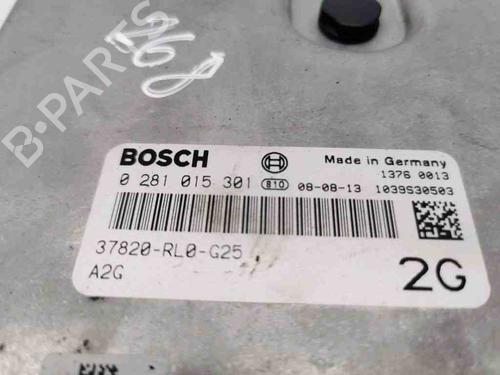 B-PARTS
BOSCH
Made in Germany
1376 0013
0 281 015 301 810 08-08-13 1039S30503
37820-RL0-G25
A2G
2G